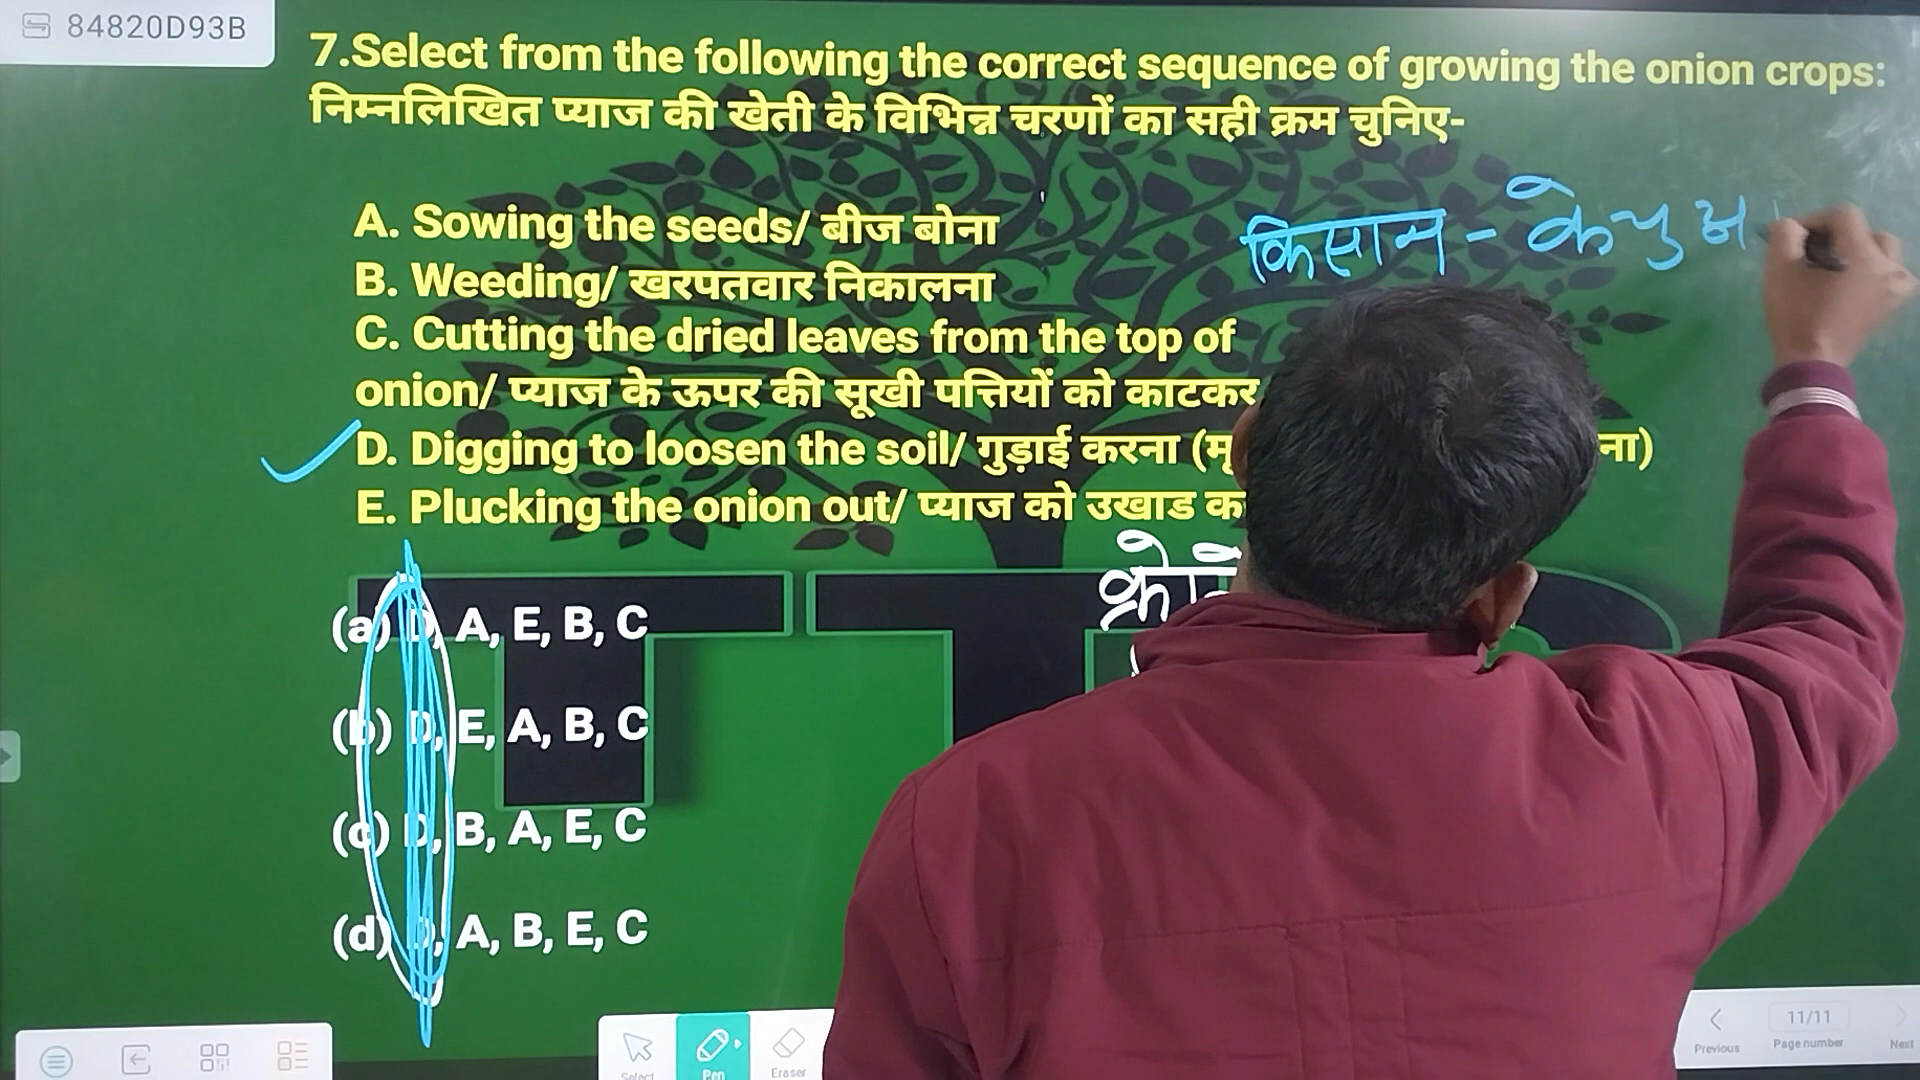 84820D93B
7.Select from the following the correct sequence of growing the onion crops:
निम्नलिखित प्याज की खेती के विभिन्न चरणों का सही क्रम चुनिए-
A. Sowing the seeds/ बीज बोना
किसान -
B. Weeding/ खरपतवार निकालना
C. Cutting the dried leaves from the top of
onion/ प्याज के ऊपर की सूखी पत्तियों को काटकर
D. Digging to loosen the soil/ गुड़ाई करना ना)
E. Plucking the onion out/ प्याज को उखाड
(a) D, A, E, B, C
(b) D, E, A, B, C
(c) D, B, A, E, C
(d) D, A, B, E, C
Select Pen Eraser
Previous 11/11 Page number Next